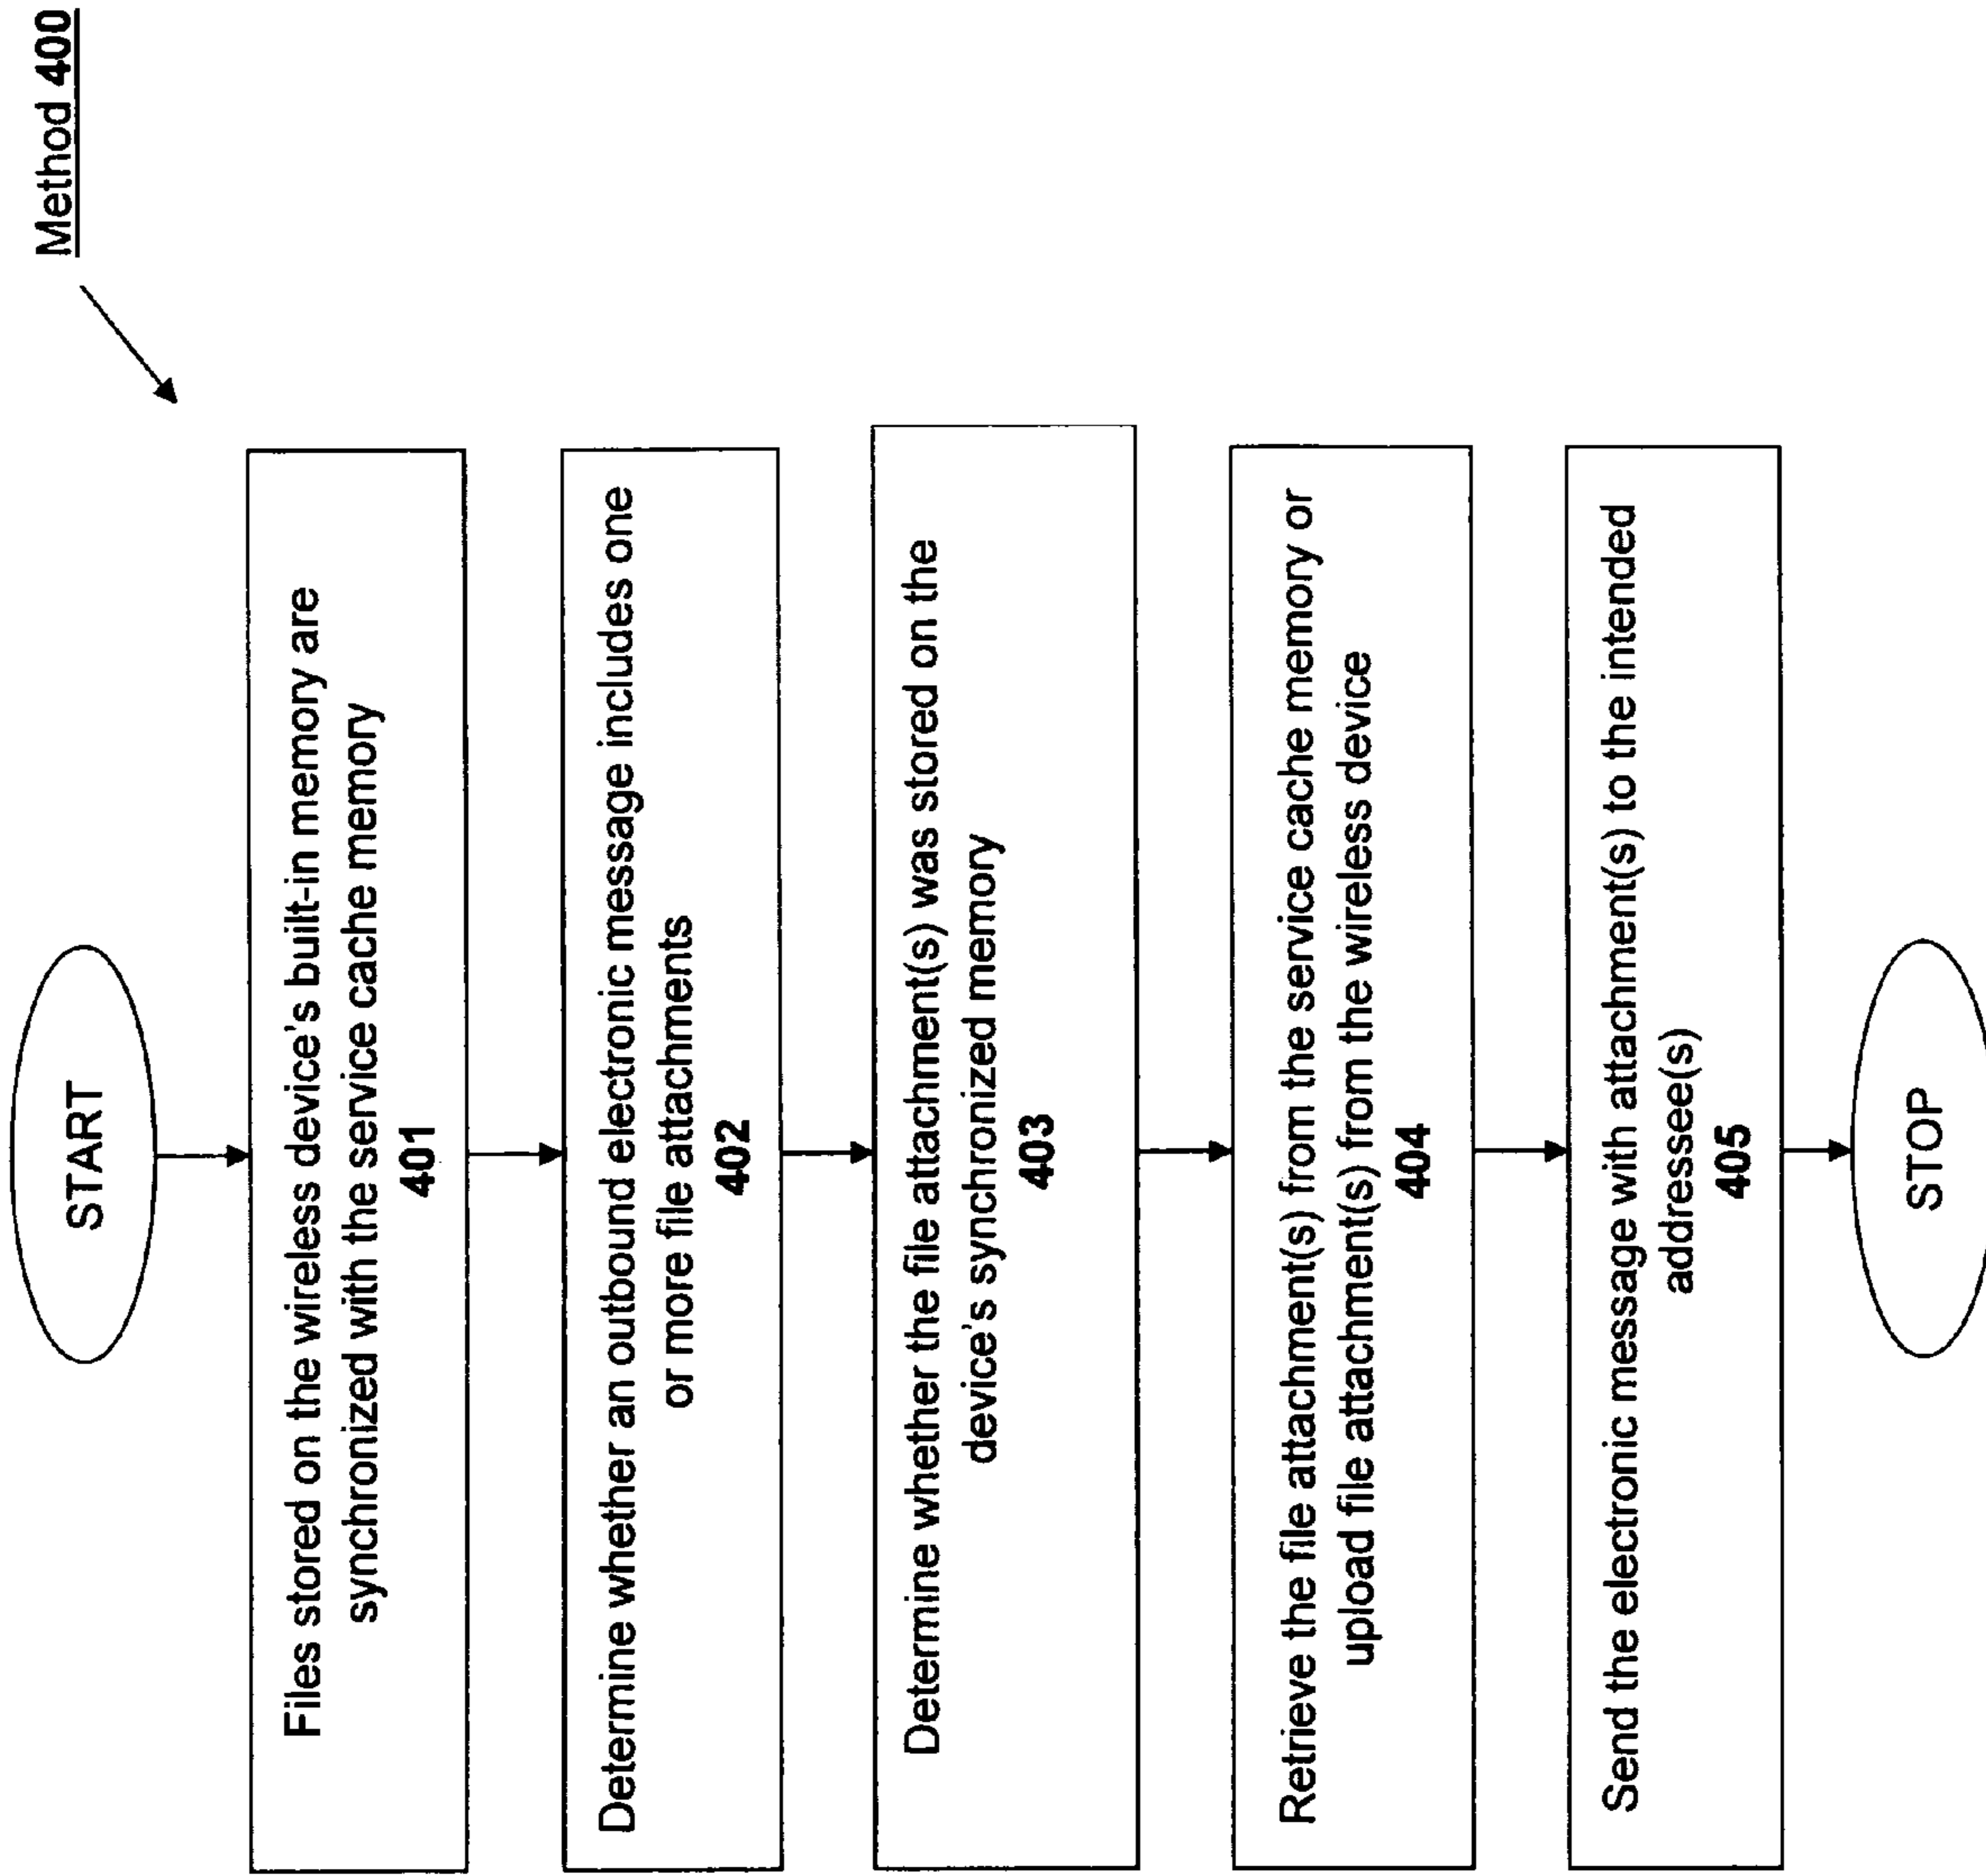 Method 400
START
Files stored on the wireless device's built-in memory are
synchronized with the service cache memory
401
Determine whether an outbound electronic message includes one
or more file attachments
402
Determine whether the file attachment(s) was stored on the
device's synchronized memory
403
Retrieve the file attachment(s) from the service cache memory or
upload file attachment(s) from the wireless device
404
Send the electronic message with attachment(s) to the intended
addressee(s)
405
STOP